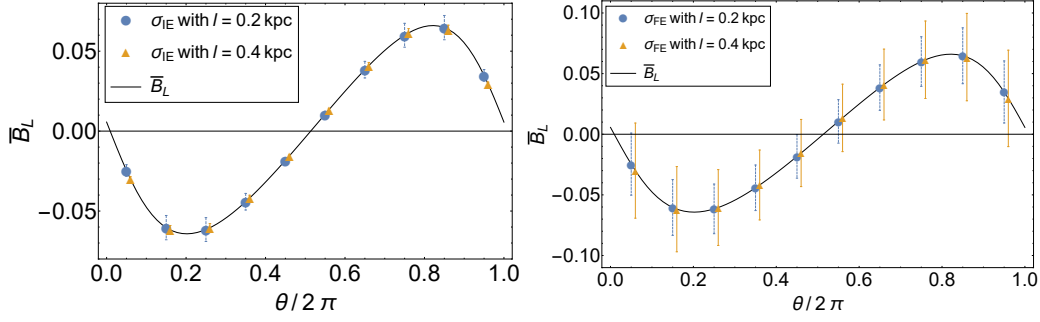 σIE with l = 0.2 kpc
σIE with l = 0.4 kpc
B̅L
B̅L
0.05
0.00
−0.05
0.0 0.2 0.4 0.6 0.8 1.0
θ / 2 π
σFE with l = 0.2 kpc
σFE with l = 0.4 kpc
B̅L
B̅L
0.10
0.05
0.00
−0.05
−0.10
0.0 0.2 0.4 0.6 0.8 1.0
θ / 2 π